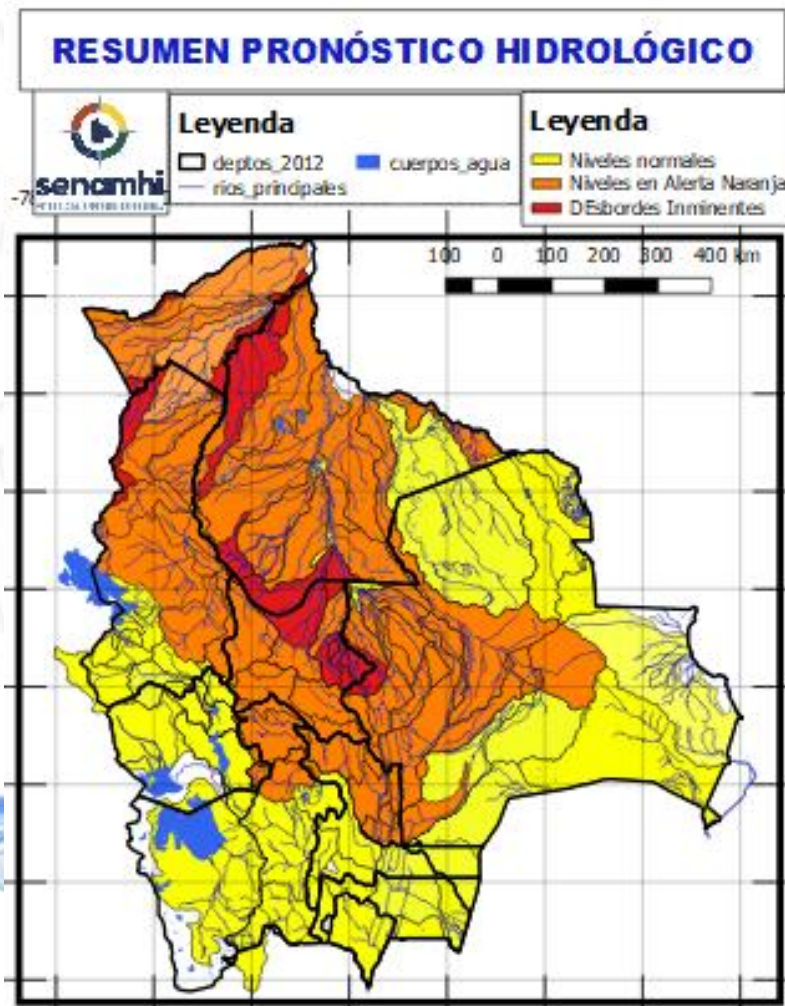 RESUMEN PRONÓSTICO HIDROLÓGICO
senamhi
Leyenda
deptos_2012
cuerpos_agua
rios_principales
Leyenda
Niveles normales
Niveles en Alerta Naranja
DEsbordes Inminentes
100 0 100 200 300 400 km